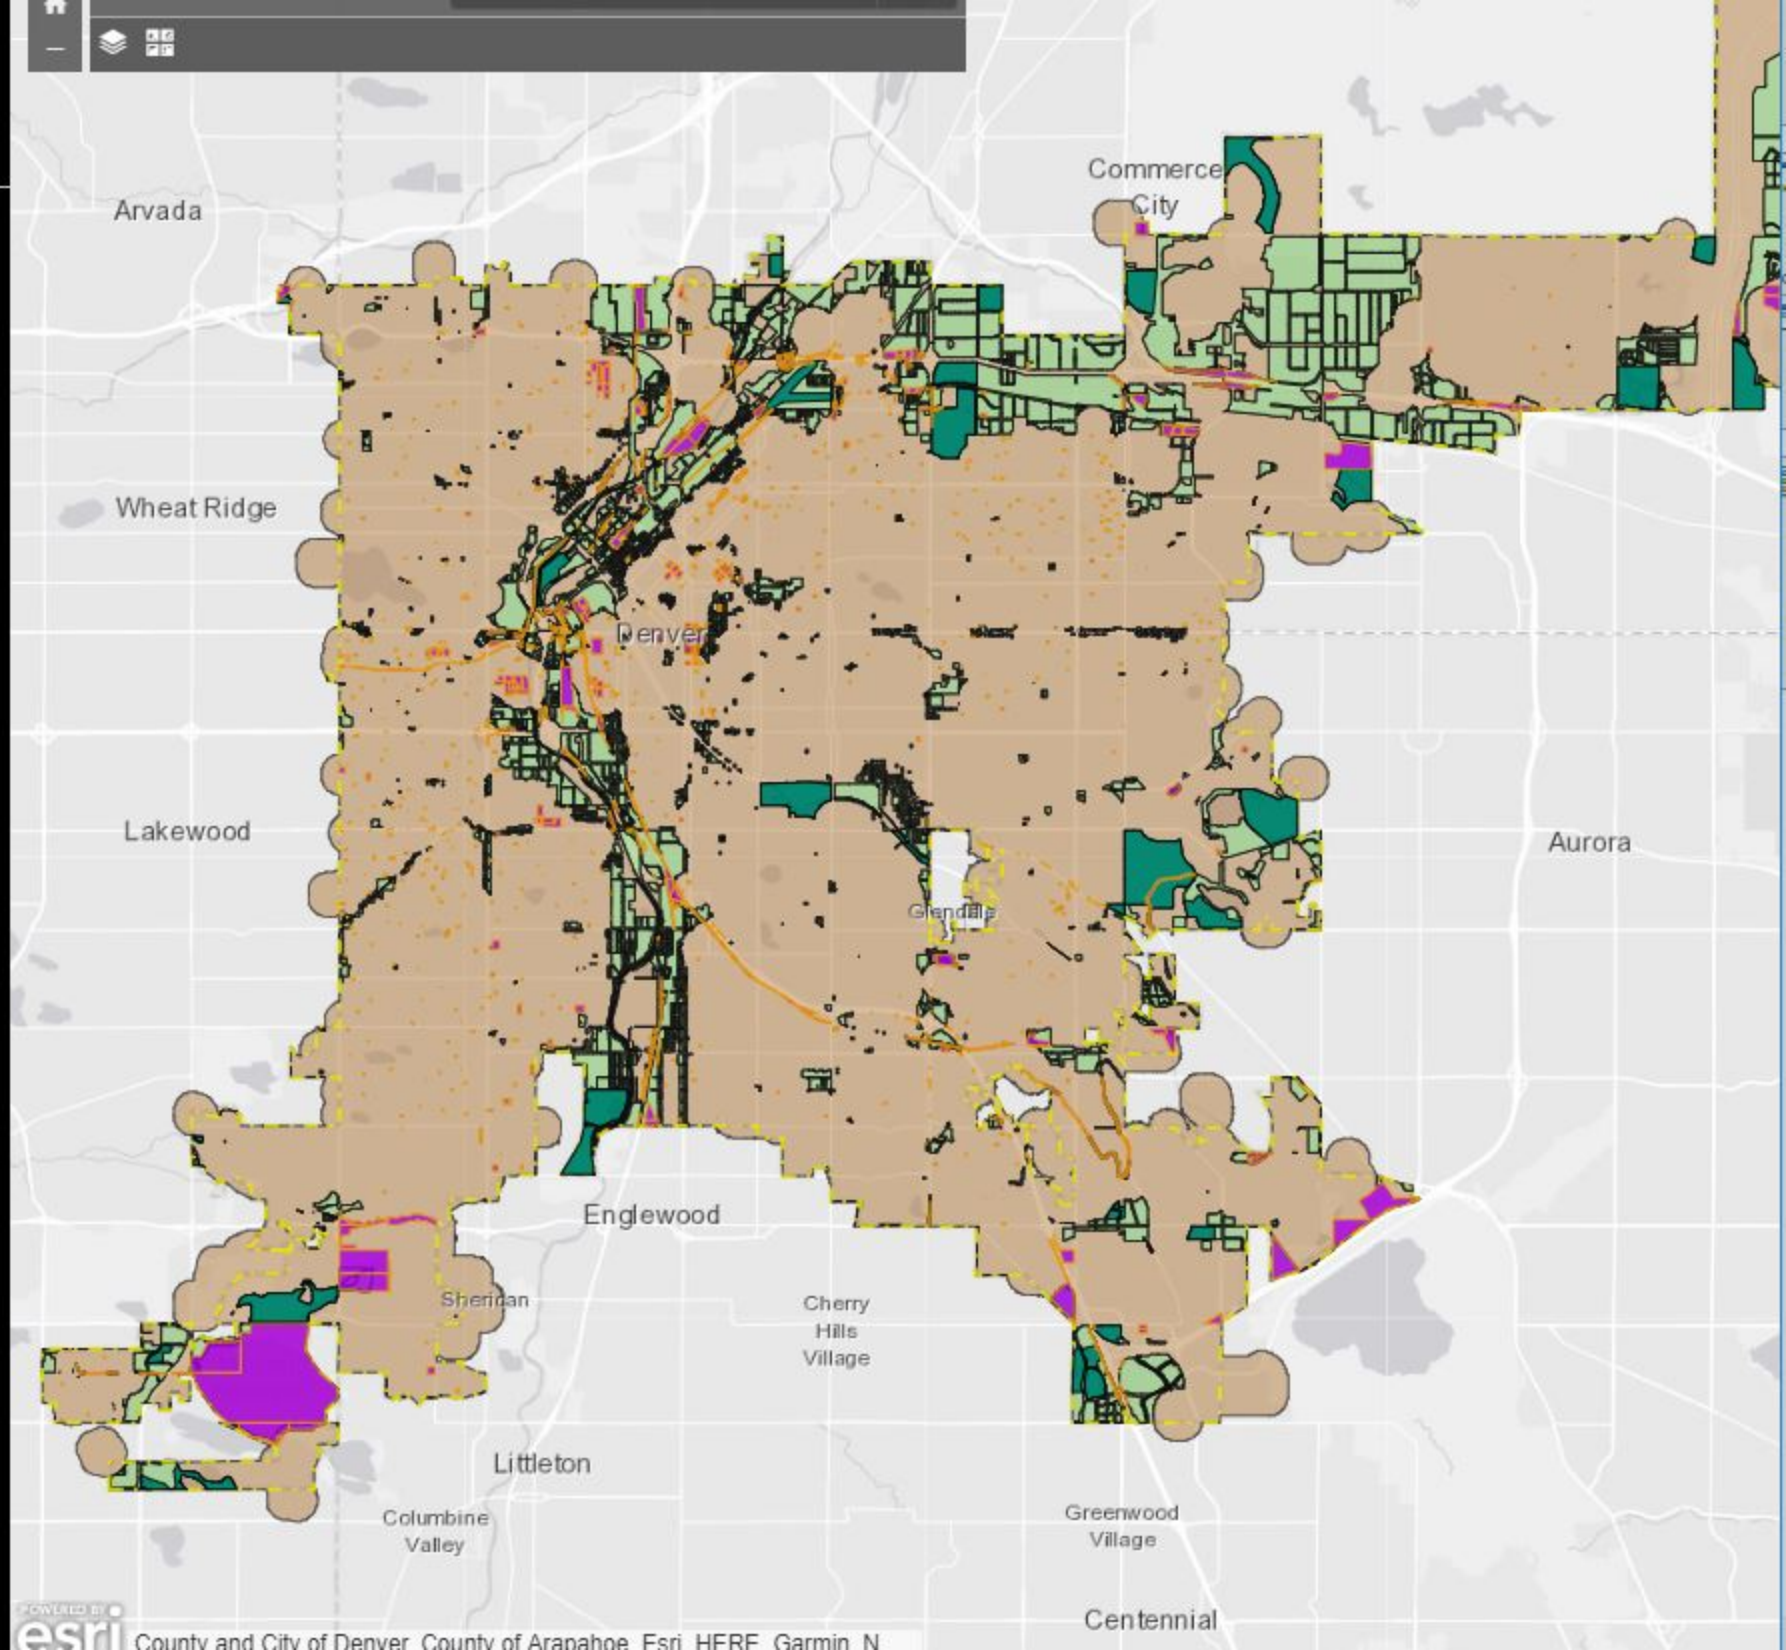 Commerce
City
Arvada
Wheat Ridge
Denver
Lakewood
Aurora
Glendale
Englewood
Sheridan
Cherry
Hills
Village
Littleton
Columbine
Valley
Greenwood
Village
Centennial
POWERED BY
esri
County and City of Denver, County of Arapahoe, Esri, HERE, Garmin, N